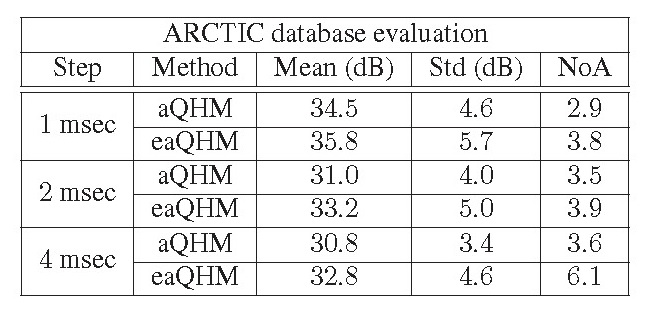 ARCTIC database evaluation
Step Method Mean (dB) Std (dB) NoA
1 msec aQHM 34.5 4.6 2.9
eaQHM 35.8 5.7 3.8
2 msec aQHM 31.0 4.0 3.5
eaQHM 33.2 5.0 3.9
4 msec aQHM 30.8 3.4 3.6
eaQHM 32.8 4.6 6.1